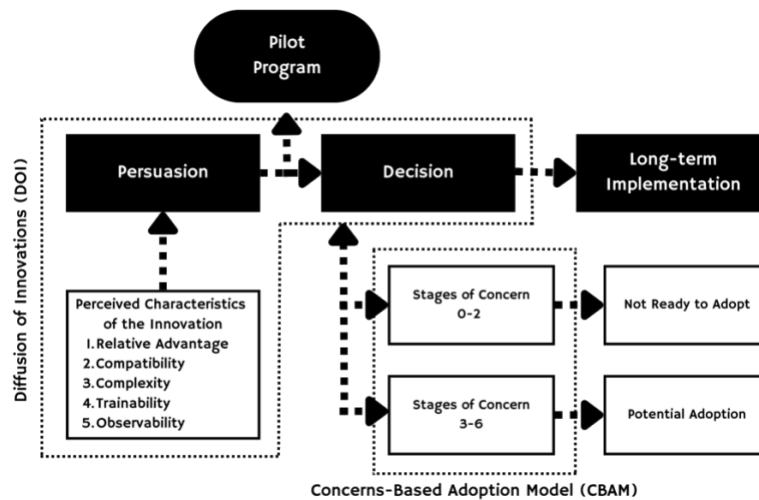 Pilot
Program
Diffusion of Innovations (DOI)
Persuasion
Decision
Long-term
Implementation
Perceived Characteristics
of the Innovation
1.Relative Advantage
2.Compatibility
3.Complexity
4.Trainability
5.Observability
Stages of Concern
0-2
Not Ready to Adopt
Stages of Concern
3-6
Potential Adoption
Concerns-Based Adoption Model (CBAM)